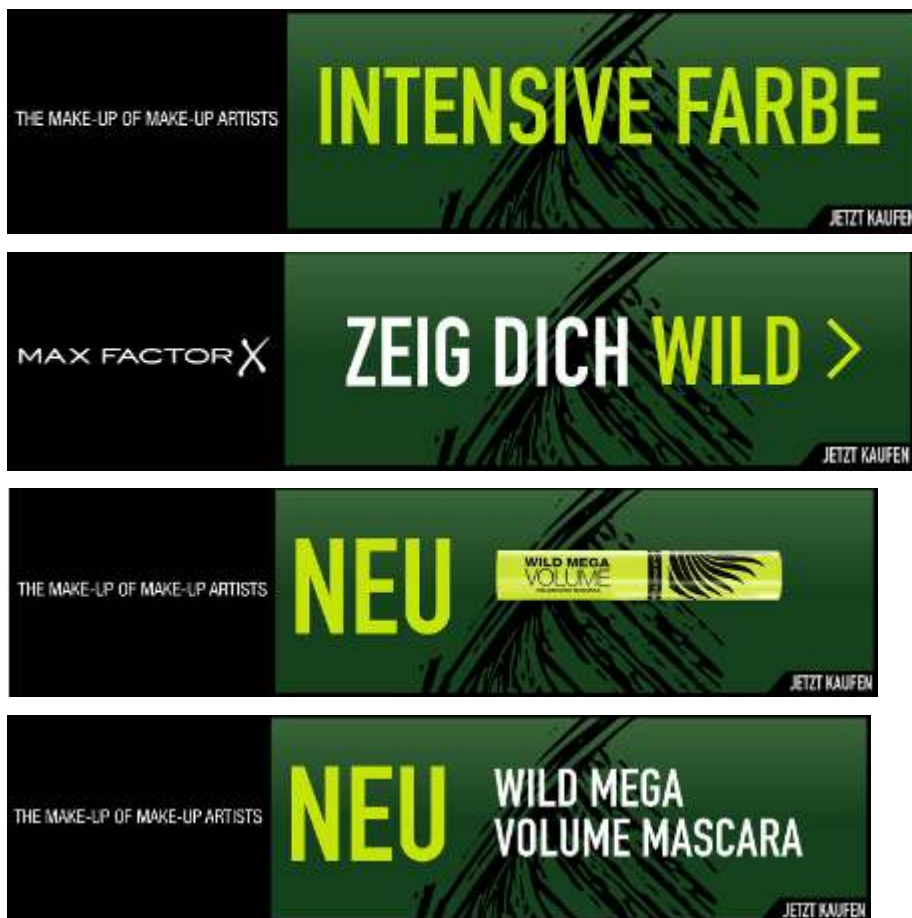 THE MAKE-UP OF MAKE-UP ARTISTS
INTENSIVE FARBE
JETZT KAUFEN
MAX FACTOR X
ZEIG DICH WILD >
JETZT KAUFEN
THE MAKE-UP OF MAKE-UP ARTISTS
NEU
WILD MEGA
VOLUME
JETZT KAUFEN
THE MAKE-UP OF MAKE-UP ARTISTS
NEU
WILD MEGA
VOLUME MASCARA
JETZT KAUFEN